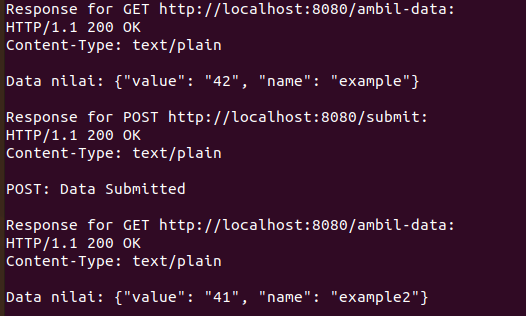 Response for GET http://localhost:8080/ambil-data:
HTTP/1.1 200 OK
Content-Type: text/plain
Data nilai: {"value": "42", "name": "example"}
Response for POST http://localhost:8080/submit:
HTTP/1.1 200 OK
Content-Type: text/plain
POST: Data Submitted
Response for GET http://localhost:8080/ambil-data:
HTTP/1.1 200 OK
Content-Type: text/plain
Data nilai: {"value": "41", "name": "example2"}